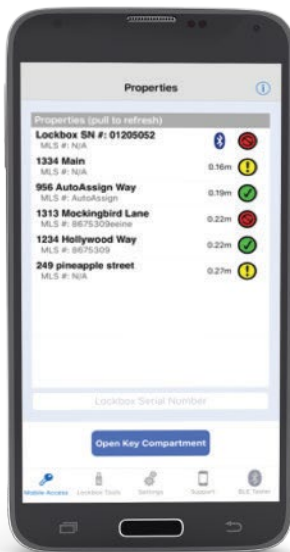 Properties
Properties (pull to refresh)
Lockbox SN #: 01205052
MLS #: N/A
1334 Main
MLS #: N/A
0.16m
956 AutoAssign Way
MLS #: AutoAssign
0.19m
1313 Mockingbird Lane
MLS #: 8675309eeine
0.22m
1234 Hollywood Way
MLS #: 8675309
0.22m
249 pineapple street
MLS #: N/A
0.27m
Lockbox Serial Number
Open Key Compartment
Mobile Access
Lockbox Tools
Settings
Support
BLE Tester